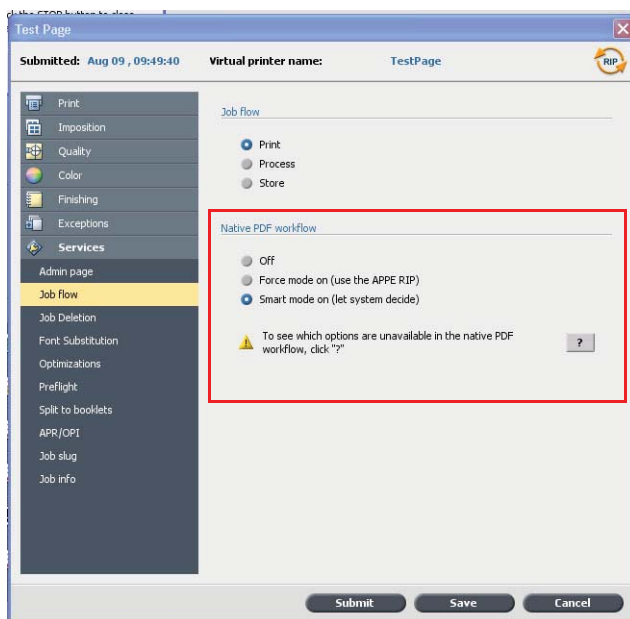 Test Page
Submitted: Aug 09 , 09:49:40 Virtual printer name: TestPage
RIP
Print
Imposition
Quality
Color
Finishing
Exceptions
Services
Admin page
Job flow
Job Deletion
Font Substitution
Optimizations
Preflight
Split to booklets
APR/OPI
Job slug
Job info
Job flow
Print
Process
Store
Native PDF workflow
Off
Force mode on (use the APPE RIP)
Smart mode on (let system decide)
To see which options are unavailable in the native PDF
workflow, click "?"
?
Submit Save Cancel